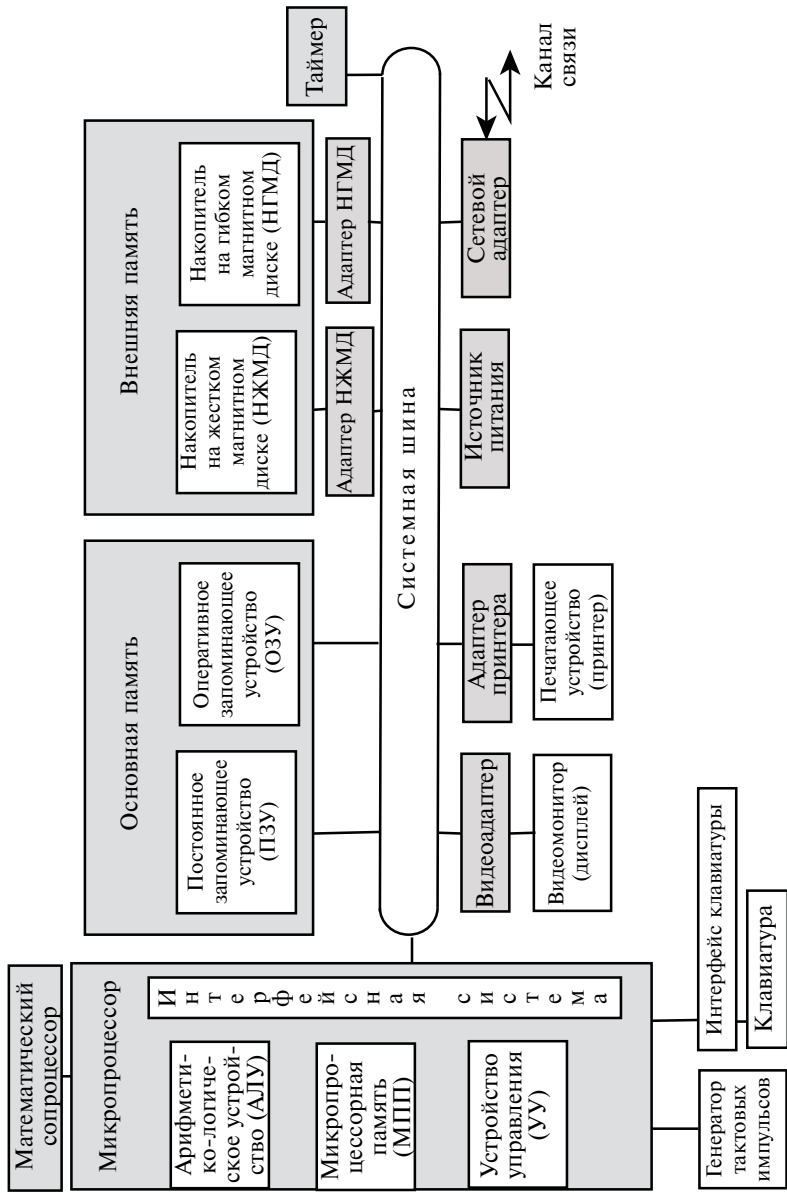 Математический
сопроцессор
Микропроцессор
Арифмети-
ко-логиче-
ское устрой-
ство (АЛУ)
Микропро-
цессорная
память
(МПП)
Устройство
управления
(УУ)
Интерфейсная система
Генератор
тактовых
импульсов
Интерфейс клавиатуры
Клавиатура
Основная память
Постоянное
запоминающее
устройство
(ПЗУ)
Оперативное
запоминающее
устройство
(ОЗУ)
Внешняя память
Накопитель
на жестком
магнитном
диске (НЖМД)
Накопитель
на гибком
магнитном
диске (НГМД)
Адаптер НЖМД
Адаптер НГМД
Таймер
Системная шина
Видеоадаптер
Видеомонитор
(дисплей)
Адаптер
принтера
Печатающее
устройство
(принтер)
Источник
питания
Сетевой
адаптер
Канал
связи